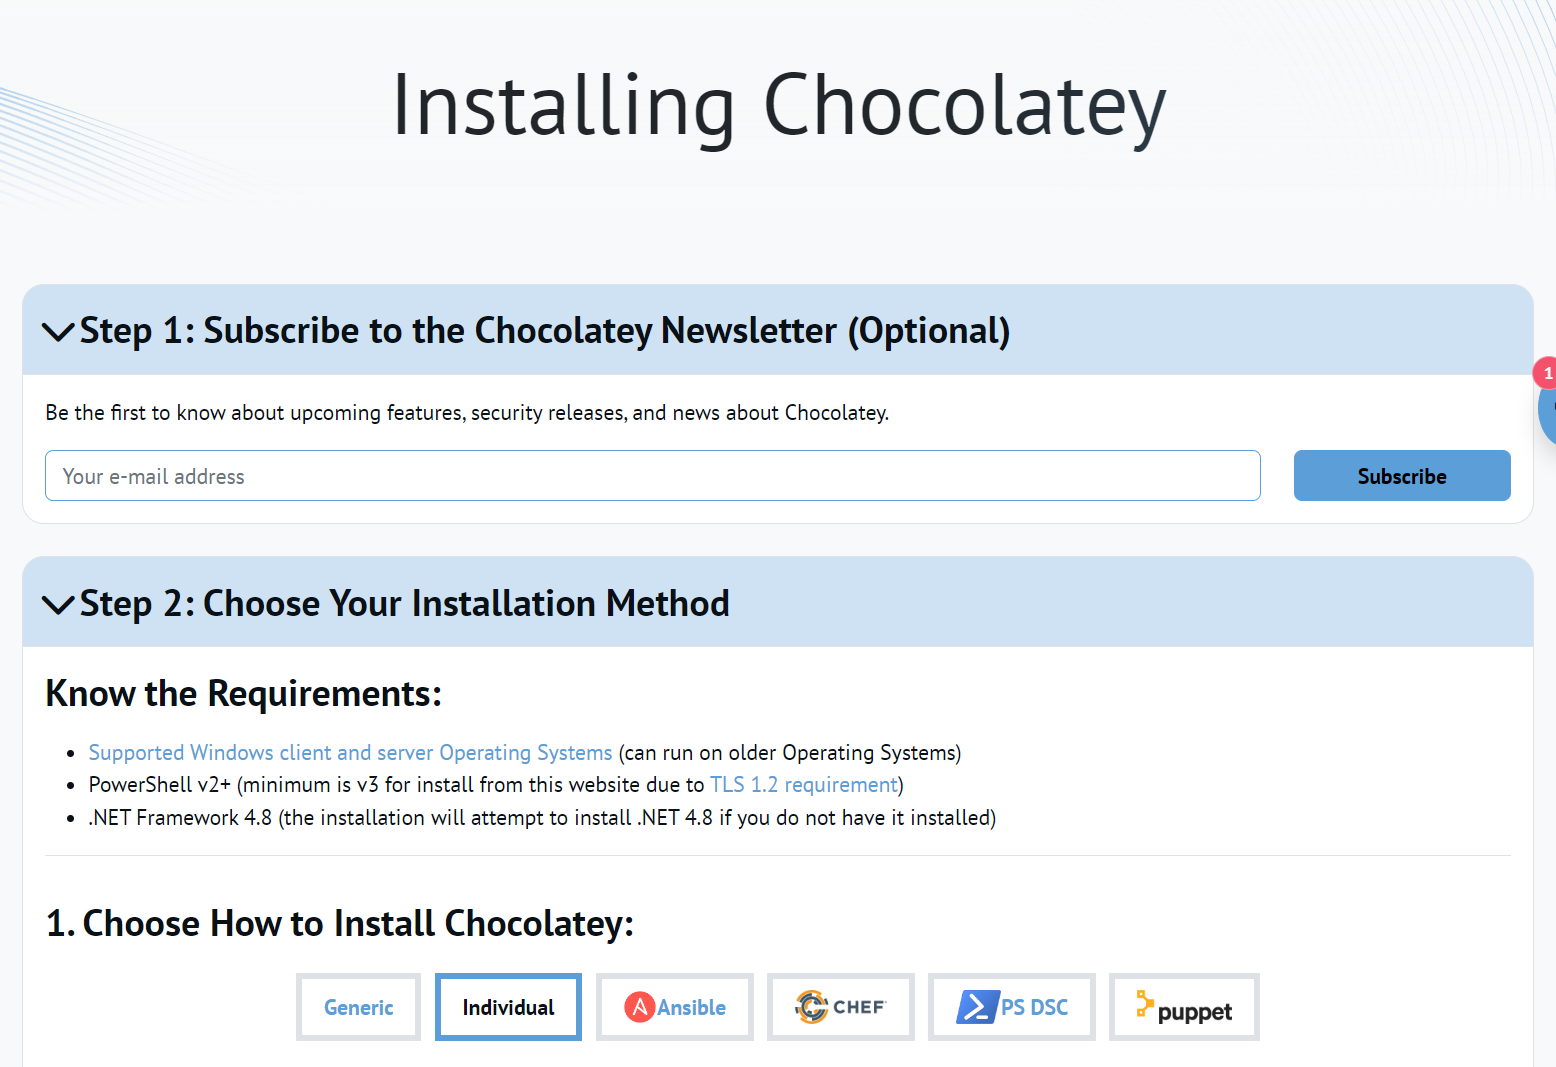 Installing Chocolatey
Step 1: Subscribe to the Chocolatey Newsletter (Optional)
Be the first to know about upcoming features, security releases, and news about Chocolatey.
Your e-mail address
Subscribe
1
Step 2: Choose Your Installation Method
Know the Requirements:
Supported Windows client and server Operating Systems (can run on older Operating Systems)
PowerShell v2+ (minimum is v3 for install from this website due to TLS 1.2 requirement)
.NET Framework 4.8 (the installation will attempt to install .NET 4.8 if you do not have it installed)
1. Choose How to Install Chocolatey:
Generic Individual Ansible CHEF PS DSC puppet